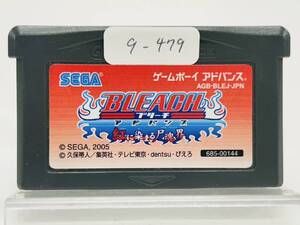 9-479
SEGA
ゲームボーイ アドバンス
AGB-BLEJ-JPN
BLEACH
ブリーチ
アドバンス
紅に染まる尸魂界
© SEGA, 2005
© 久保帯人／集英社・テレビ東京・dentsu・ぴえろ
685-00144